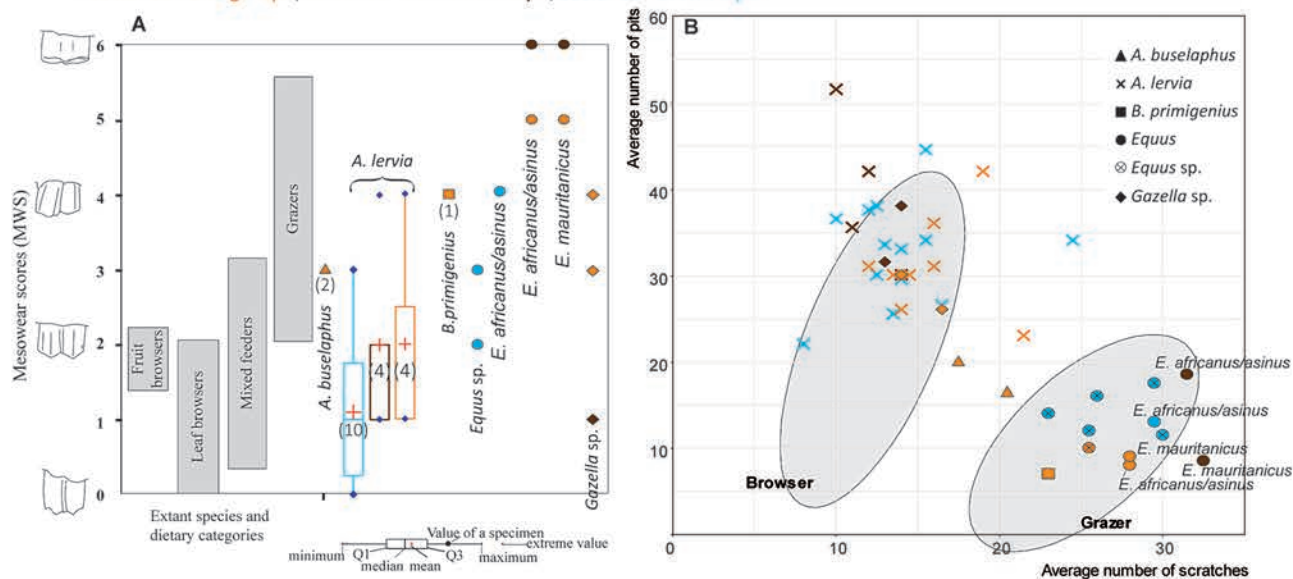 A
Mesowear scores (MWS)
6
5
4
3
2
1
0
Fruit
browsers
Leaf browsers
Mixed feeders
Grazers
(2)
A. buselaphus
A. lervia
(10)
(4)
(4)
(1)
B.primigenius
Equus sp.
E. africanus/asinus
E. africanus/asinus
E. mauritanicus
Gazella sp.
Extant species and
dietary categories
Value of a specimen
minimum
Q1
median
mean
Q3
maximum
extreme value
B
Average number of pits
60
50
40
30
20
10
0
10
20
30
A. buselaphus
A. lervia
B. primigenius
Equus
Equus sp.
Gazella sp.
E. africanus/asinus
E. africanus/asinus
E. mauritanicus
E. mauritanicus
E. africanus/asinus
Browser
Grazer
Average number of scratches